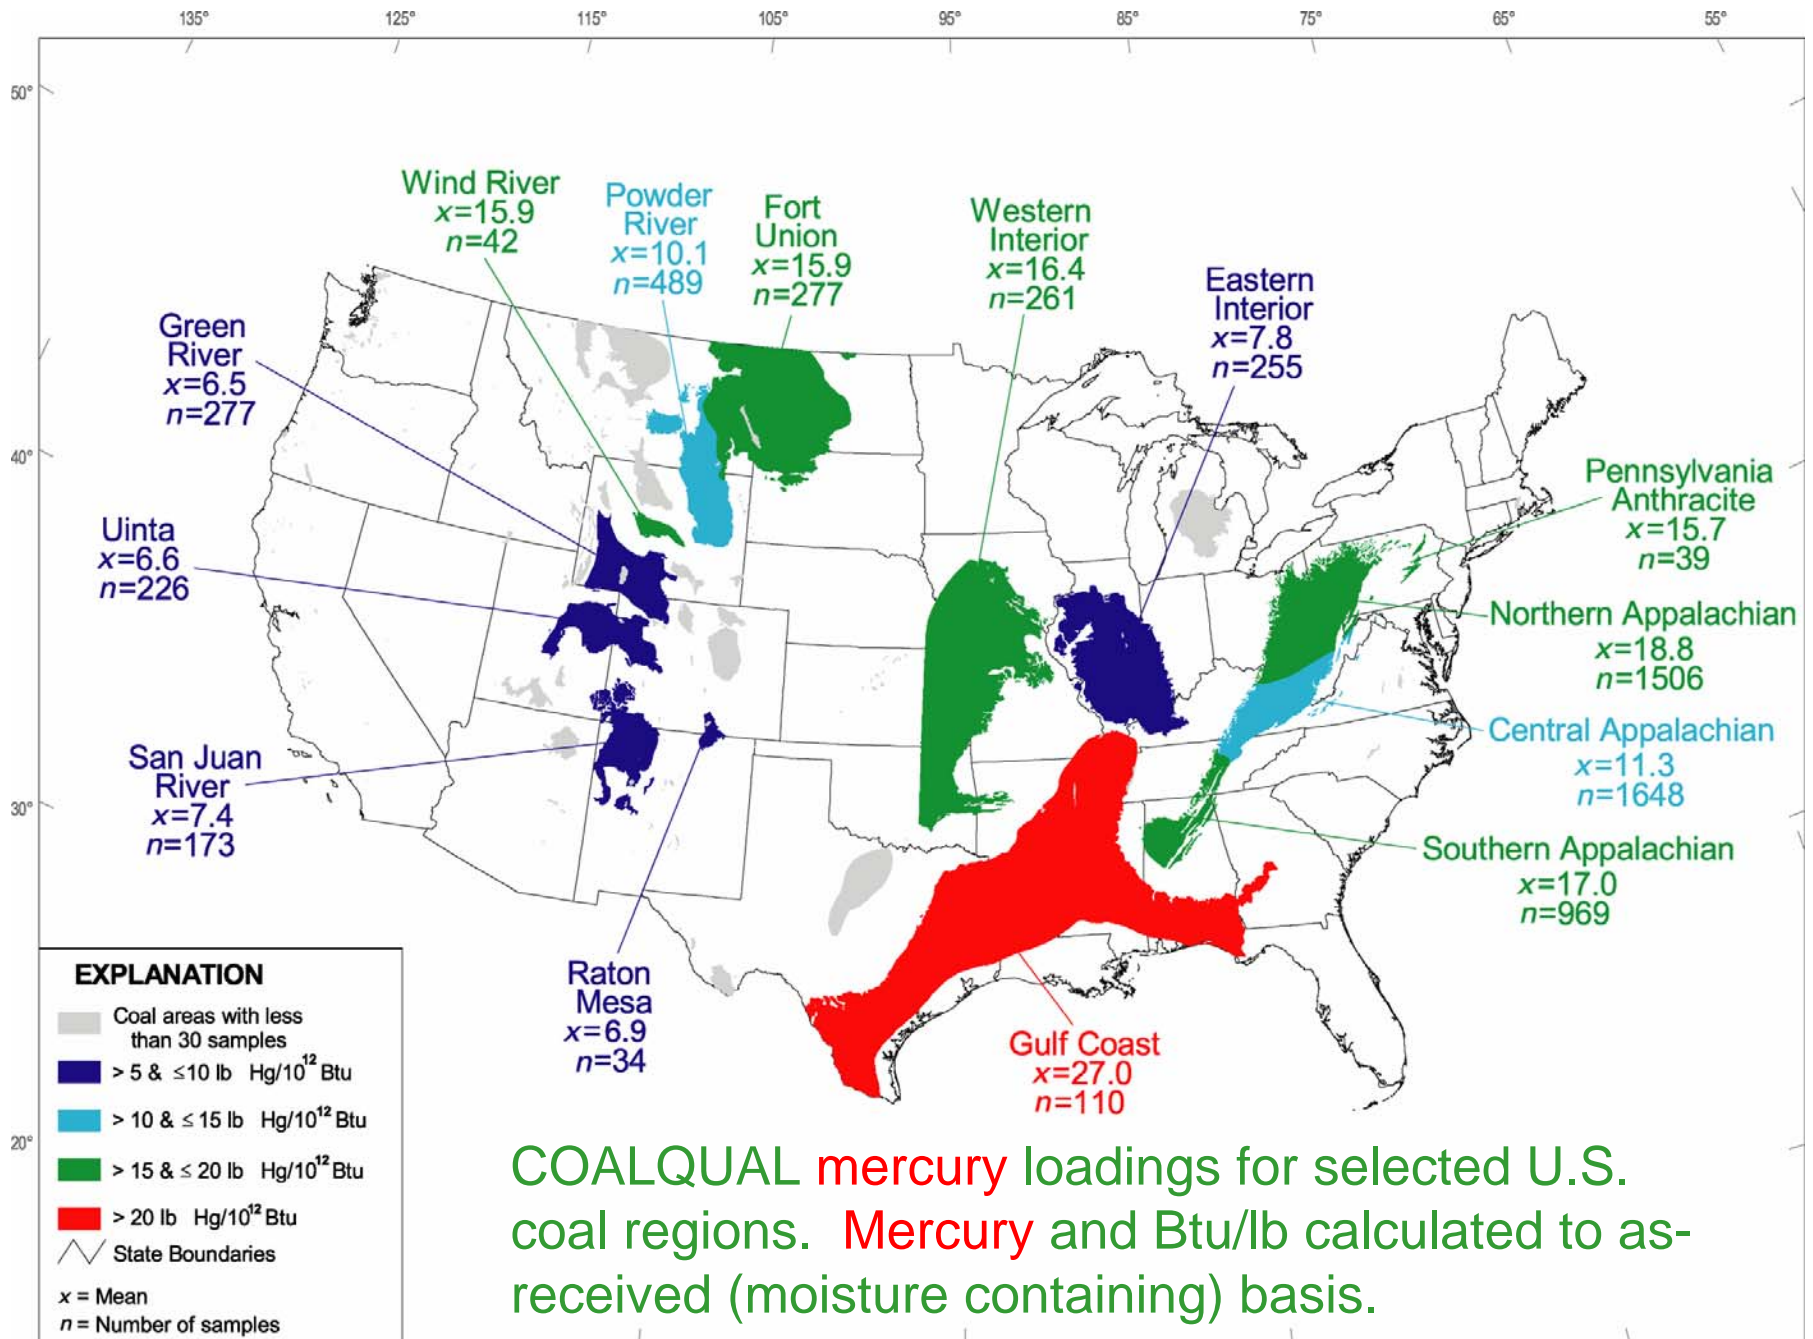 135°
125°
115°
105°
95°
85°
75°
65°
55°
50°
40°
30°
20°
Wind River
x=15.9
n=42
Powder
River
x=10.1
n=489
Fort
Union
x=15.9
n=277
Western
Interior
x=16.4
n=261
Eastern
Interior
x=7.8
n=255
Green
River
x=6.5
n=277
Uinta
x=6.6
n=226
San Juan
River
x=7.4
n=173
Raton
Mesa
x=6.9
n=34
Gulf Coast
x=27.0
n=110
Pennsylvania
Anthracite
x=15.7
n=39
Northern Appalachian
x=18.8
n=1506
Central Appalachian
x=11.3
n=1648
Southern Appalachian
x=17.0
n=969
EXPLANATION
Coal areas with less
than 30 samples
> 5 & ≤10 lb Hg/10¹² Btu
> 10 & ≤ 15 lb Hg/10¹² Btu
> 15 & ≤ 20 lb Hg/10¹² Btu
> 20 lb Hg/10¹² Btu
State Boundaries
x = Mean
n = Number of samples
COALQUAL mercury loadings for selected U.S.
coal regions. Mercury and Btu/lb calculated to as-
received (moisture containing) basis.